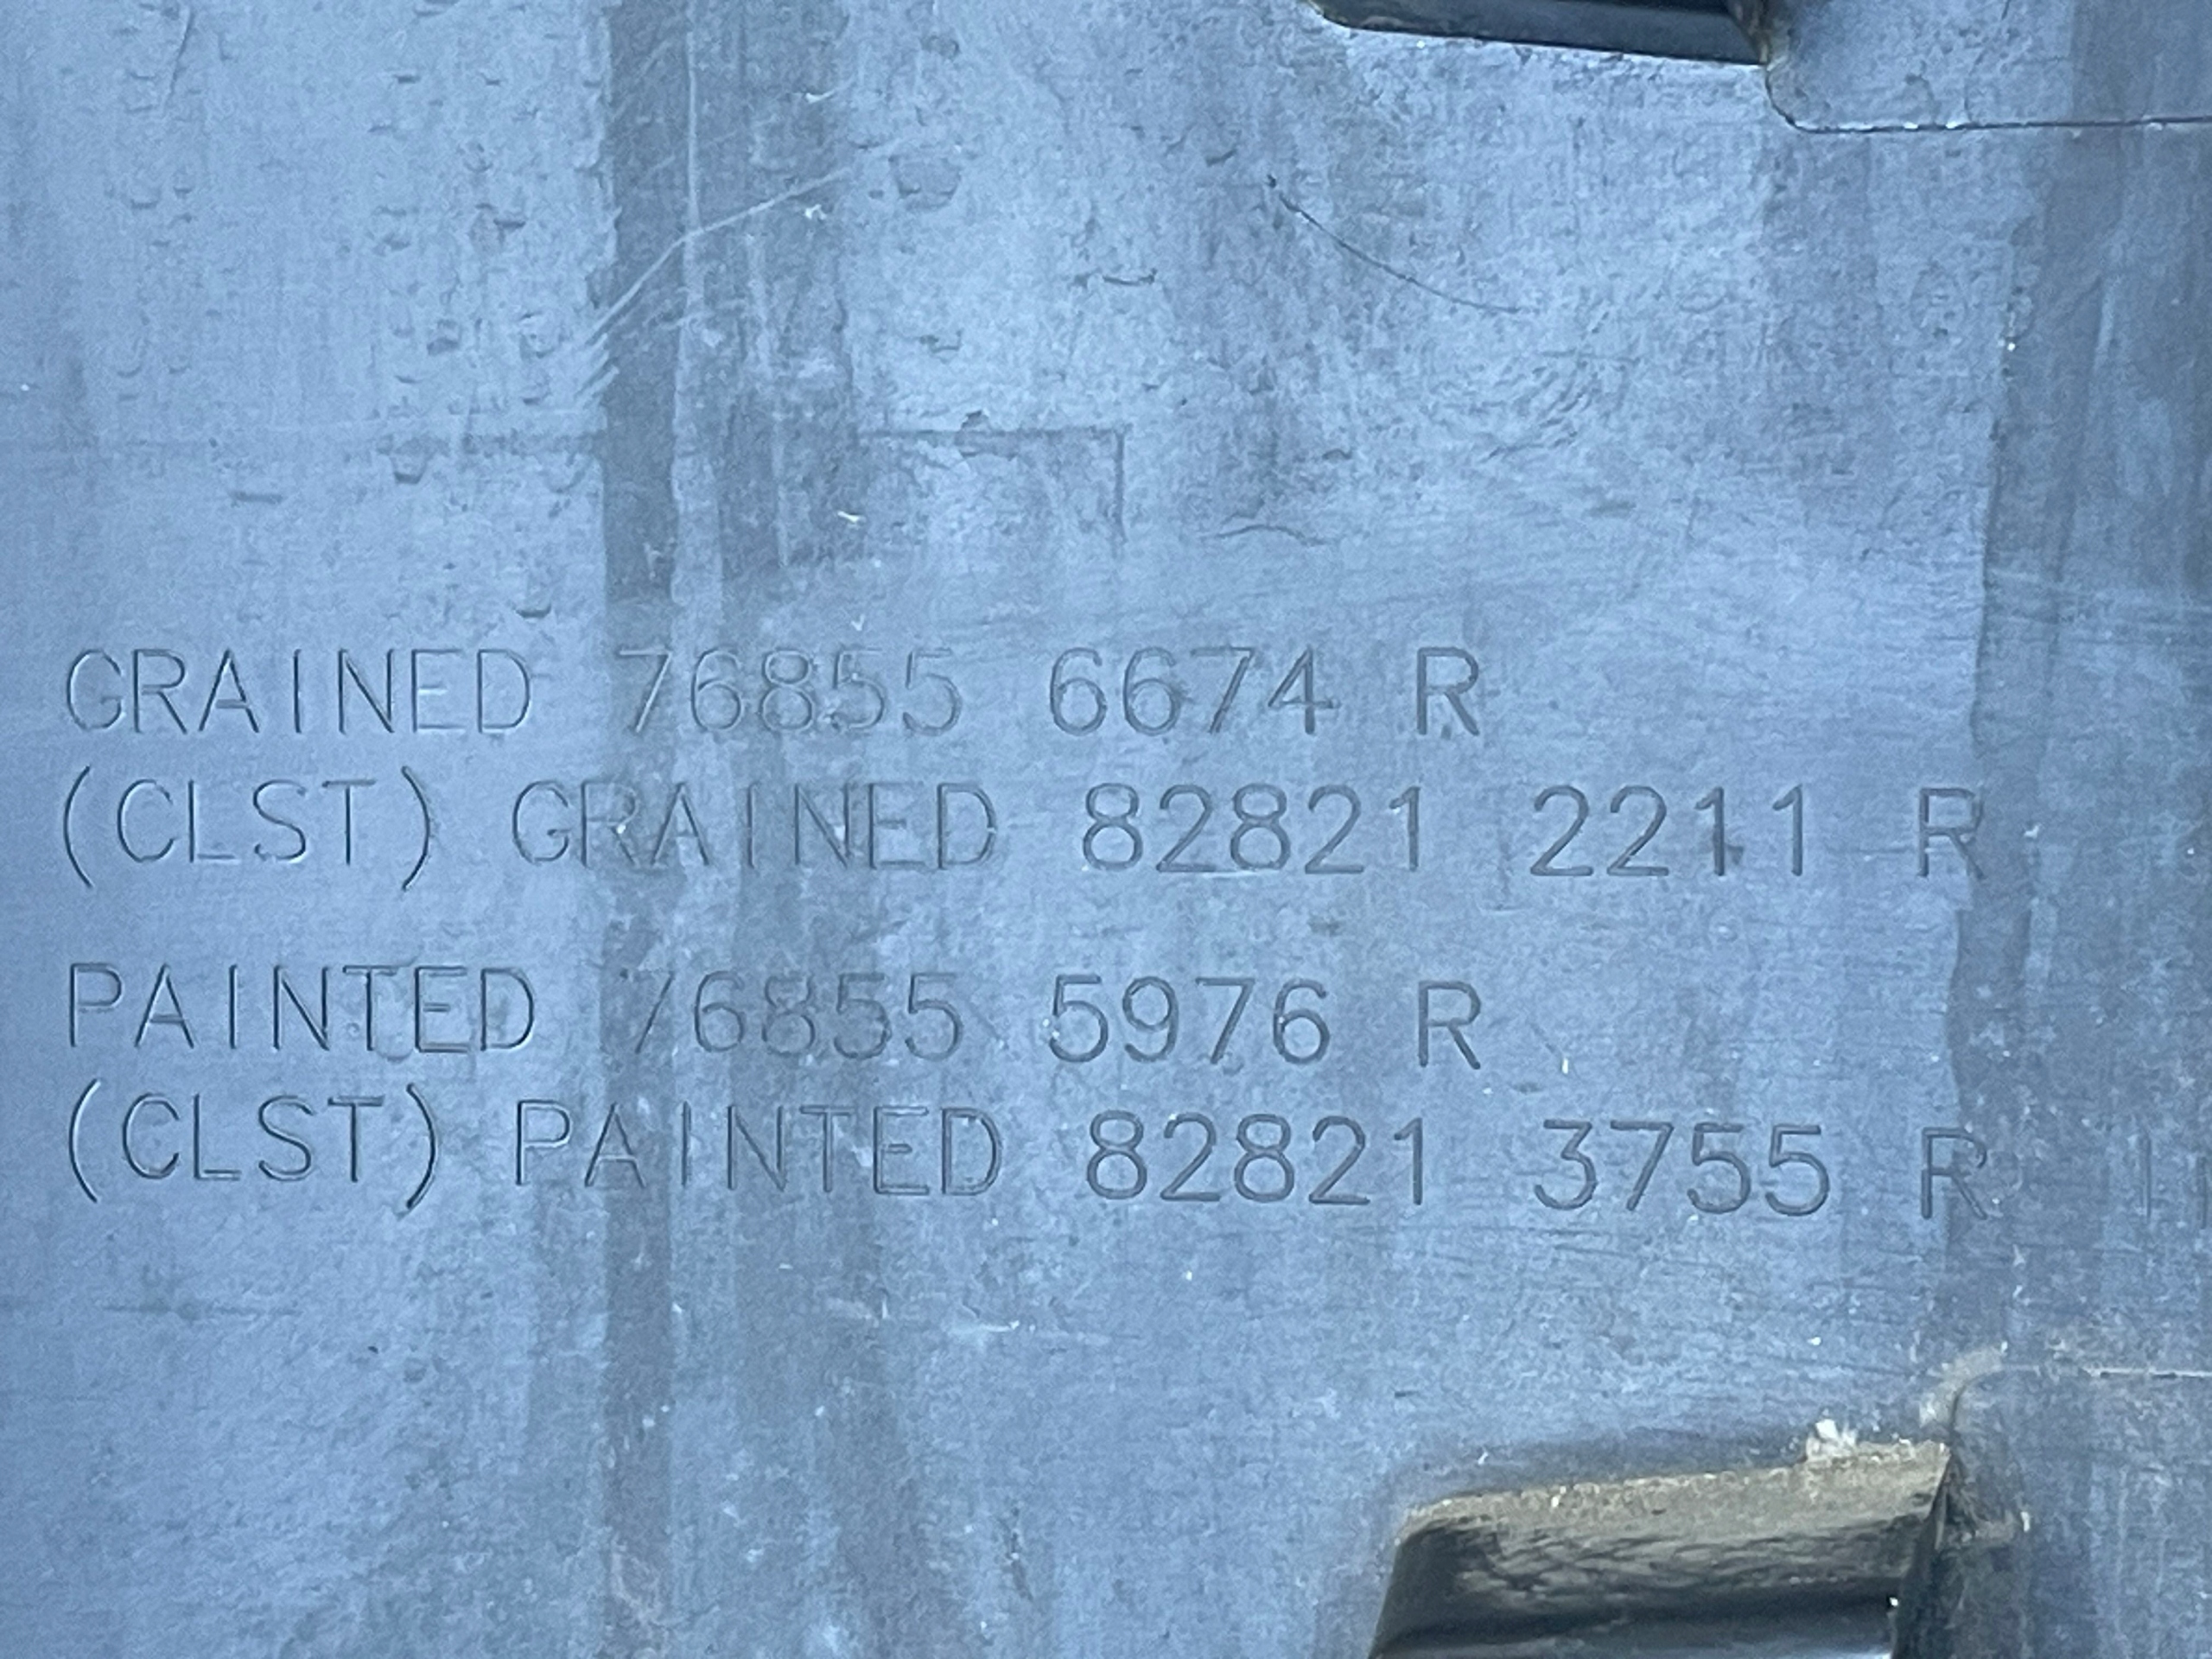 GRAINED 76855 6674 R
(CLST) GRAINED 82821 2211 R
PAINTED 76855 5976 R
(CLST) PAINTED 82821 3755 R